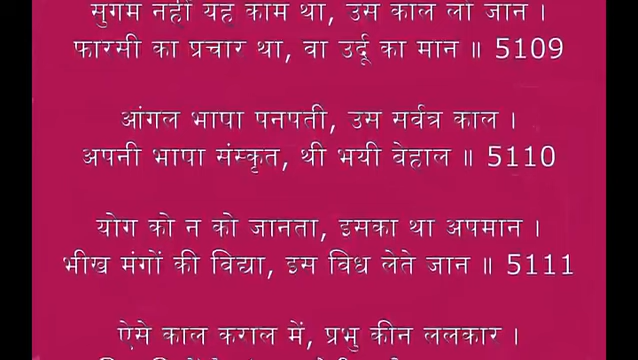 सुगम नहीं यह काम था, उस काल लो जान ।
फारसी का प्रचार था, वा उर्दू का मान ॥ 5109
आंगल भाषा पनपती, उस सर्वत्र काल ।
अपनी भाषा संस्कृत, थी भयी बेहाल ॥ 5110
योग को न को जानता, इसका था अपमान ।
भीख मंगों की विद्या, इस विध लेते जान ॥ 5111
ऐसे काल कराल में, प्रभु कीन ललकार ।